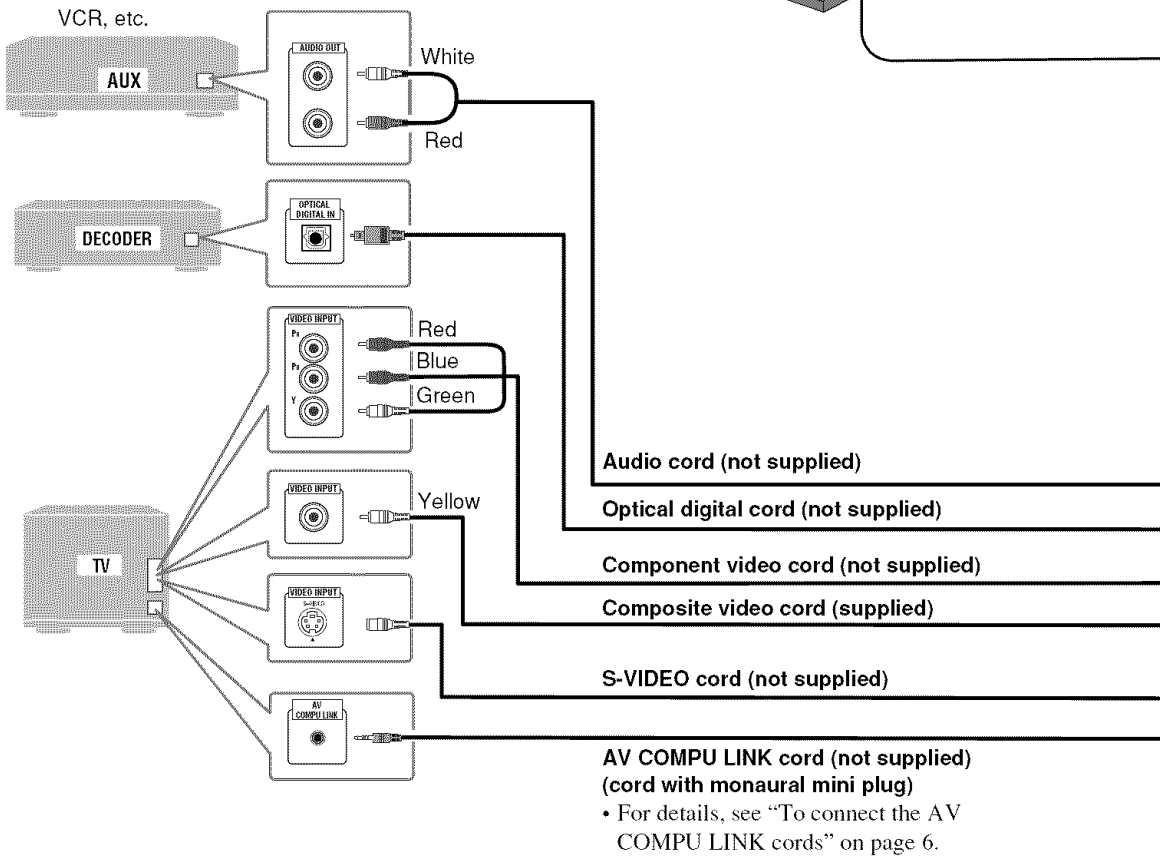 VCR, etc.
AUX
AUDIO OUT
White
Red
DECODER
OPTICAL
DIGITAL IN
VIDEO INPUT
PR
Red
PB
Blue
Y
Green
TV
VIDEO INPUT
Yellow
VIDEO INPUT
S-VIDEO
AV
COMPU LINK
Audio cord (not supplied)
Optical digital cord (not supplied)
Component video cord (not supplied)
Composite video cord (supplied)
S-VIDEO cord (not supplied)
AV COMPU LINK cord (not supplied)
(cord with monaural mini plug)
• For details, see “To connect the AV
COMPU LINK cords” on page 6.